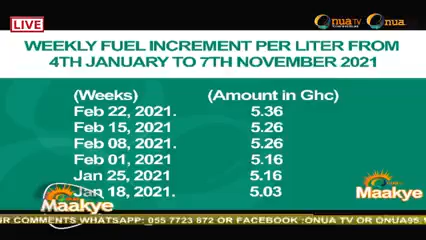 LIVE
ONUA TV
ONUA
WEEKLY FUEL INCREMENT PER LITER FROM
4TH JANUARY TO 7TH NOVEMBER 2021
(Weeks) (Amount in Ghc)
Feb 22, 2021. 5.36
Feb 15, 2021. 5.26
Feb 08, 2021. 5.26
Feb 01, 2021 5.16
Jan 25, 2021 5.16
Jan 18, 2021. 5.03
Maakye
Maakye
UR COMMENTS WHATSAPP: 055 7723 872 OR FACEBOOK :ONUA TV OR ONUA95.